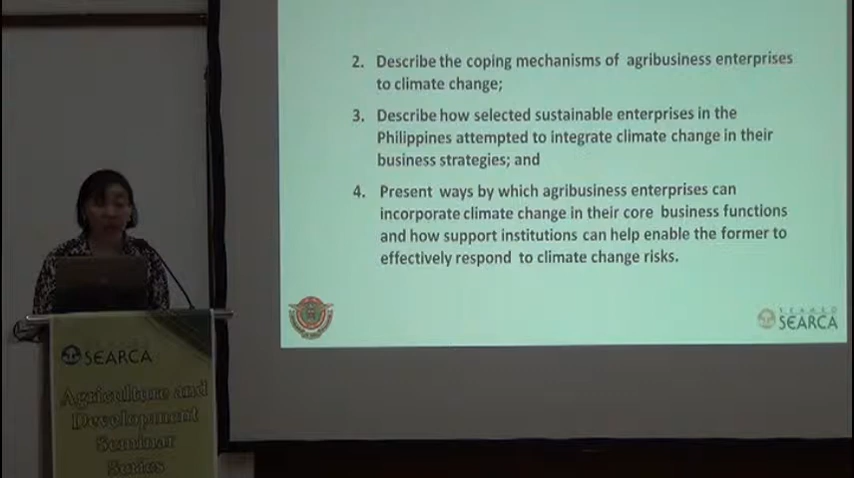 2. Describe the coping mechanisms of agribusiness enterprises
to climate change;
3. Describe how selected sustainable enterprises in the
Philippines attempted to integrate climate change in their
business strategies; and
4. Present ways by which agribusiness enterprises can
incorporate climate change in their core business functions
and how support institutions can help enable the former to
effectively respond to climate change risks.
SEARCA
SEARCA
Agriculture and
Development
Seminar
Series